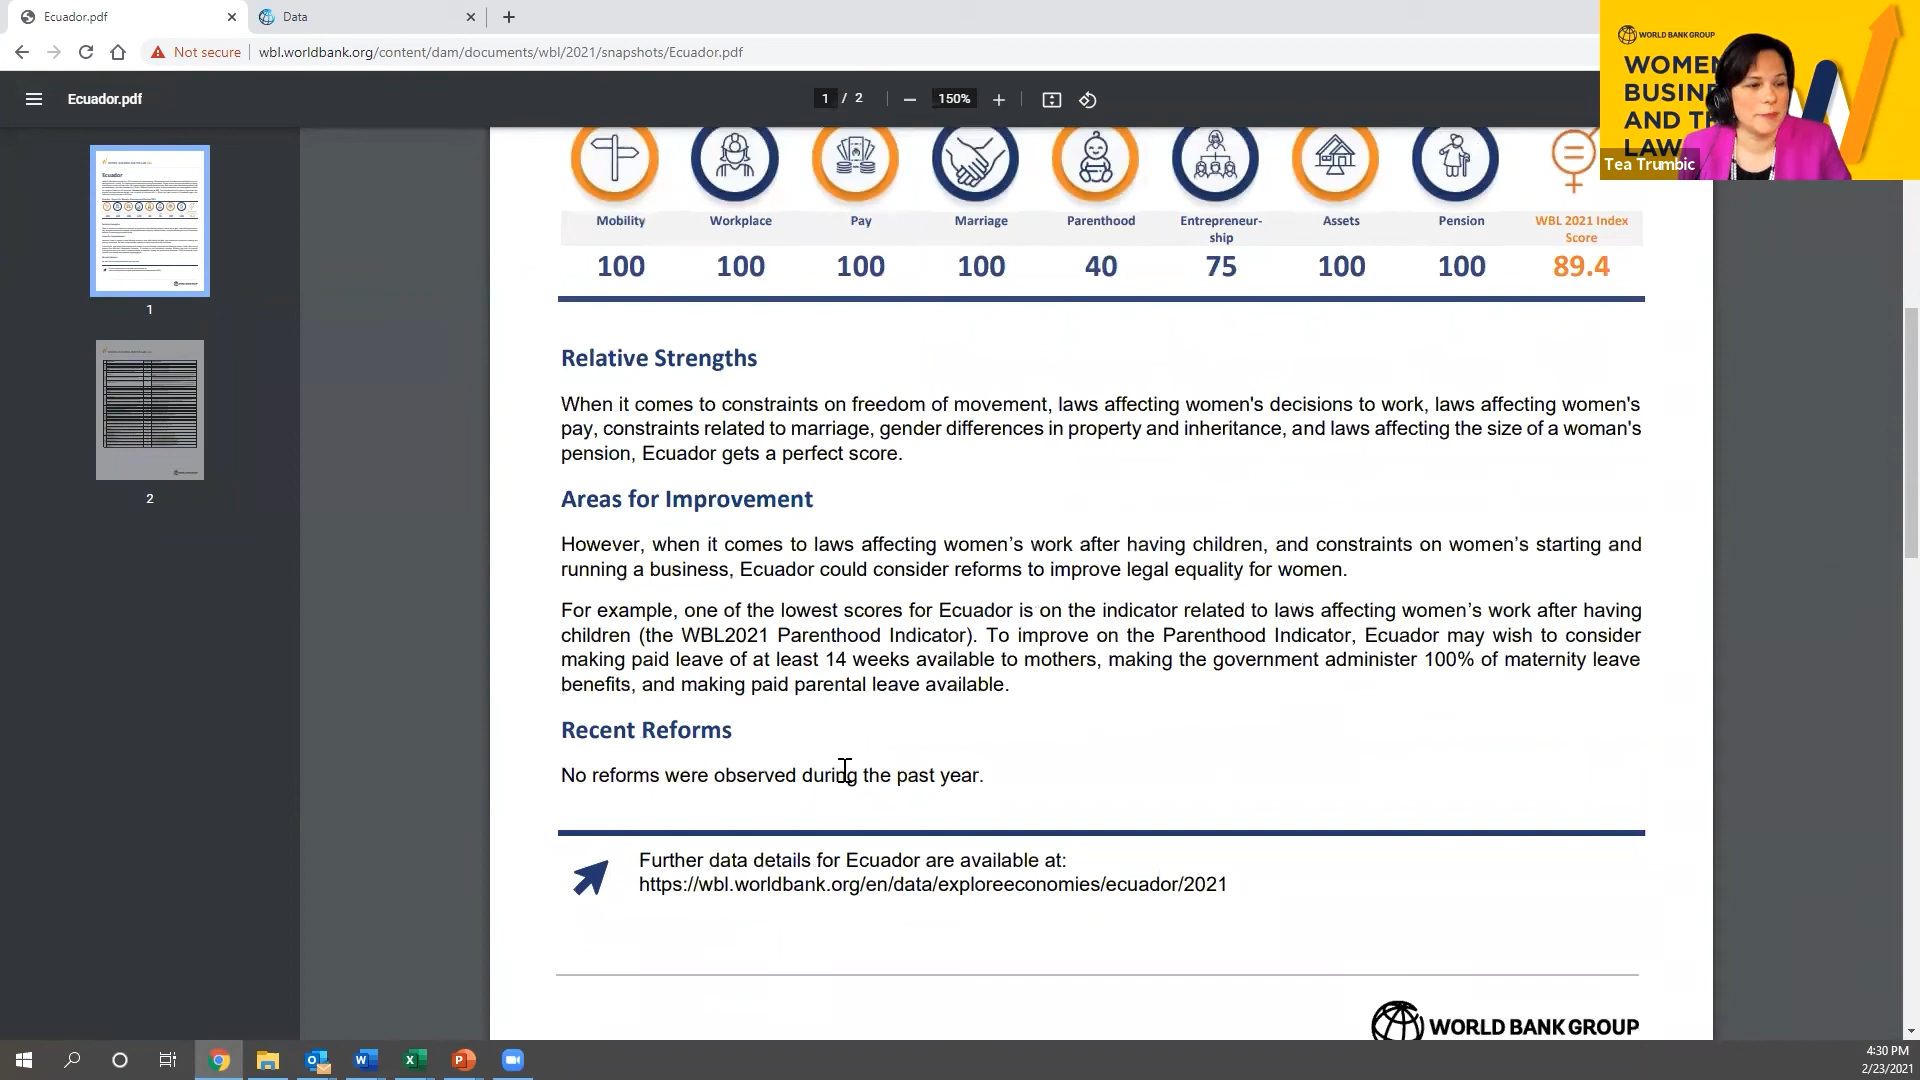 Ecuador.pdf
Data
Not secure
wbl.worldbank.org/content/dam/documents/wbl/2021/snapshots/Ecuador.pdf
Ecuador.pdf
1 / 2
150%
WORLD BANK GROUP
WOMEN
BUSINE
AND TH
LAW
Tea Trumbic
Ecuador
1
2
Mobility
Workplace
Pay
Marriage
Parenthood
Entrepreneur-
ship
Assets
Pension
WBL 2021 Index
Score
100
100
100
100
40
75
100
100
89.4
Relative Strengths
When it comes to constraints on freedom of movement, laws affecting women's decisions to work, laws affecting women's
pay, constraints related to marriage, gender differences in property and inheritance, and laws affecting the size of a woman's
pension, Ecuador gets a perfect score.
Areas for Improvement
However, when it comes to laws affecting women’s work after having children, and constraints on women’s starting and
running a business, Ecuador could consider reforms to improve legal equality for women.
For example, one of the lowest scores for Ecuador is on the indicator related to laws affecting women’s work after having
children (the WBL2021 Parenthood Indicator). To improve on the Parenthood Indicator, Ecuador may wish to consider
making paid leave of at least 14 weeks available to mothers, making the government administer 100% of maternity leave
benefits, and making paid parental leave available.
Recent Reforms
No reforms were observed during the past year.
Further data details for Ecuador are available at:
https://wbl.worldbank.org/en/data/exploreeconomies/ecuador/2021
WORLD BANK GROUP
4:30 PM
2/23/2021